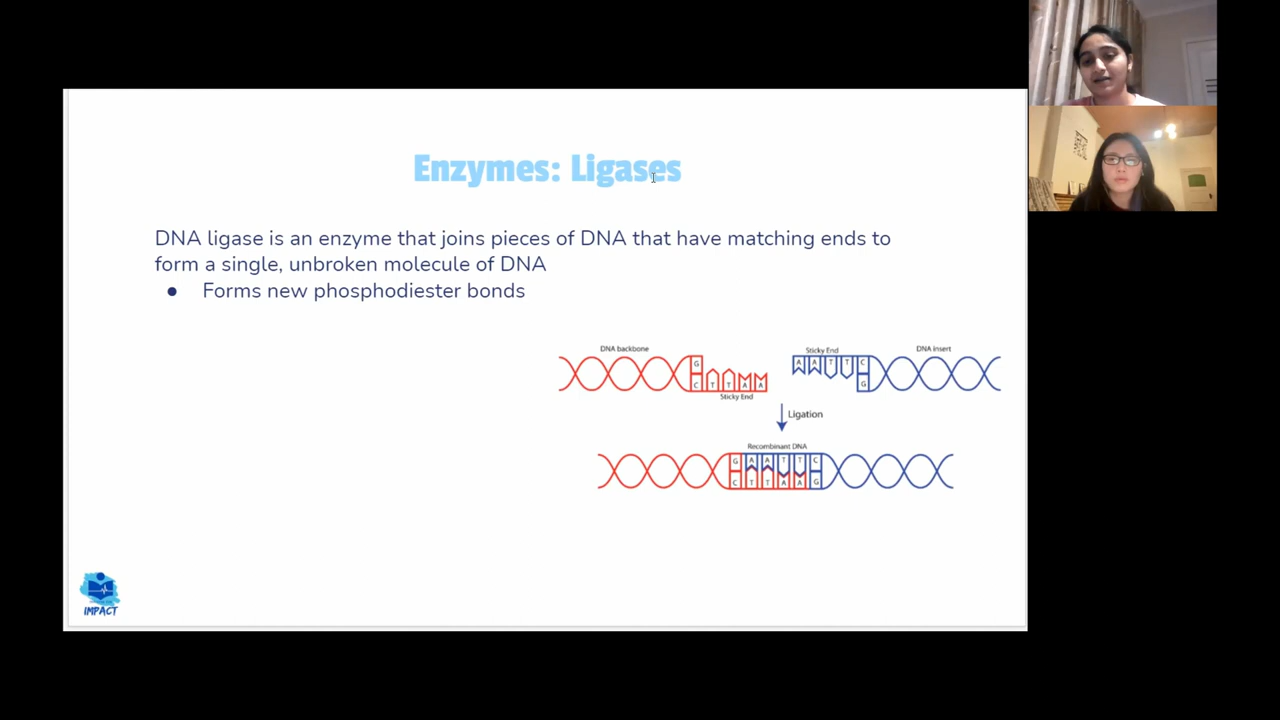 Enzymes: Ligases
DNA ligase is an enzyme that joins pieces of DNA that have matching ends to
form a single, unbroken molecule of DNA
● Forms new phosphodiester bonds
DNA backbone
Sticky End
DNA insert
G
A A T T C
C T T A A
G
Sticky End
Ligation
Recombinant DNA
G A A T T C
C T T A A G
IMPACT